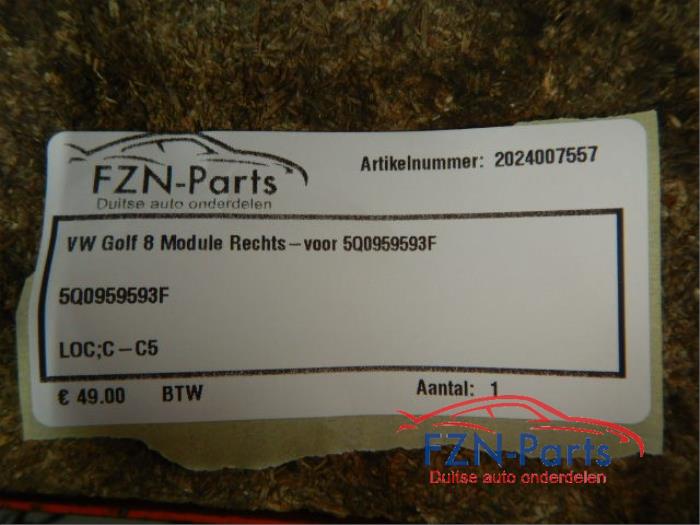 FZN-Parts
Duitse auto onderdelen
Artikelnummer: 2024007557
VW Golf 8 Module Rechts-voor 5Q0959593F
5Q0959593F
LOC;C-C5
€ 49.00 BTW Aantal: 1
FZN-Parts
Duitse auto onderdelen